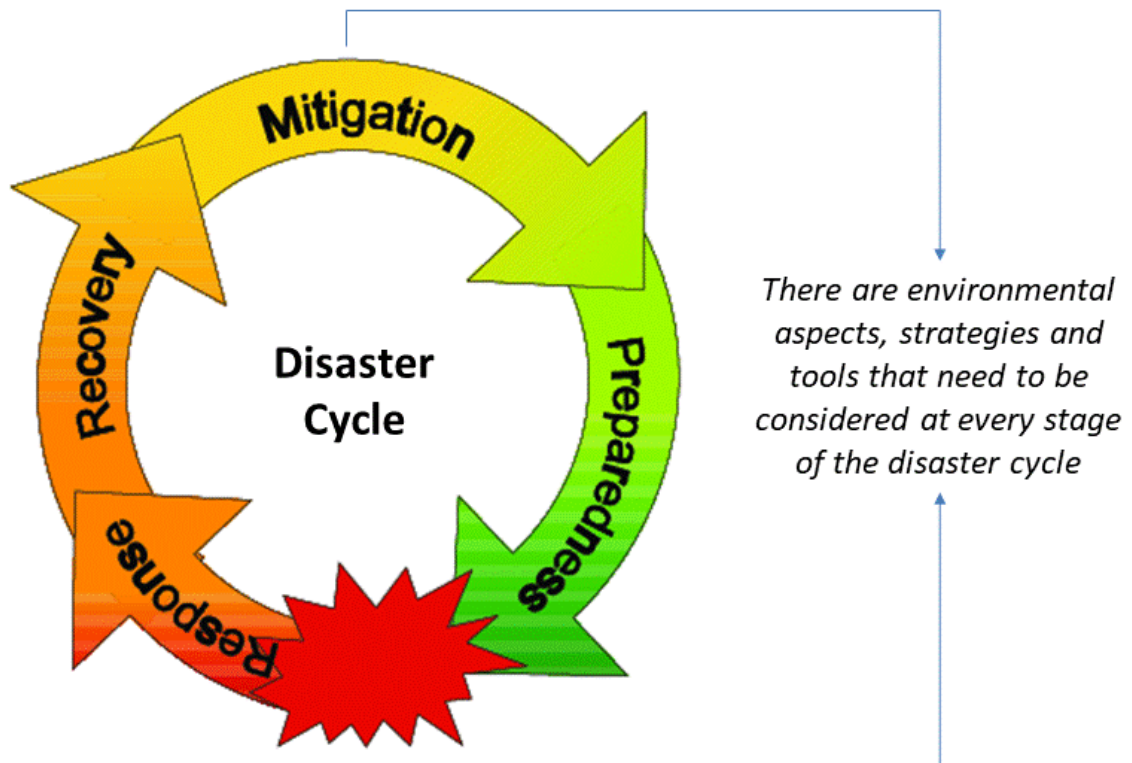 Mitigation
Preparedness
Response
Recovery
Disaster
Cycle
There are environmental
aspects, strategies and
tools that need to be
considered at every stage
of the disaster cycle